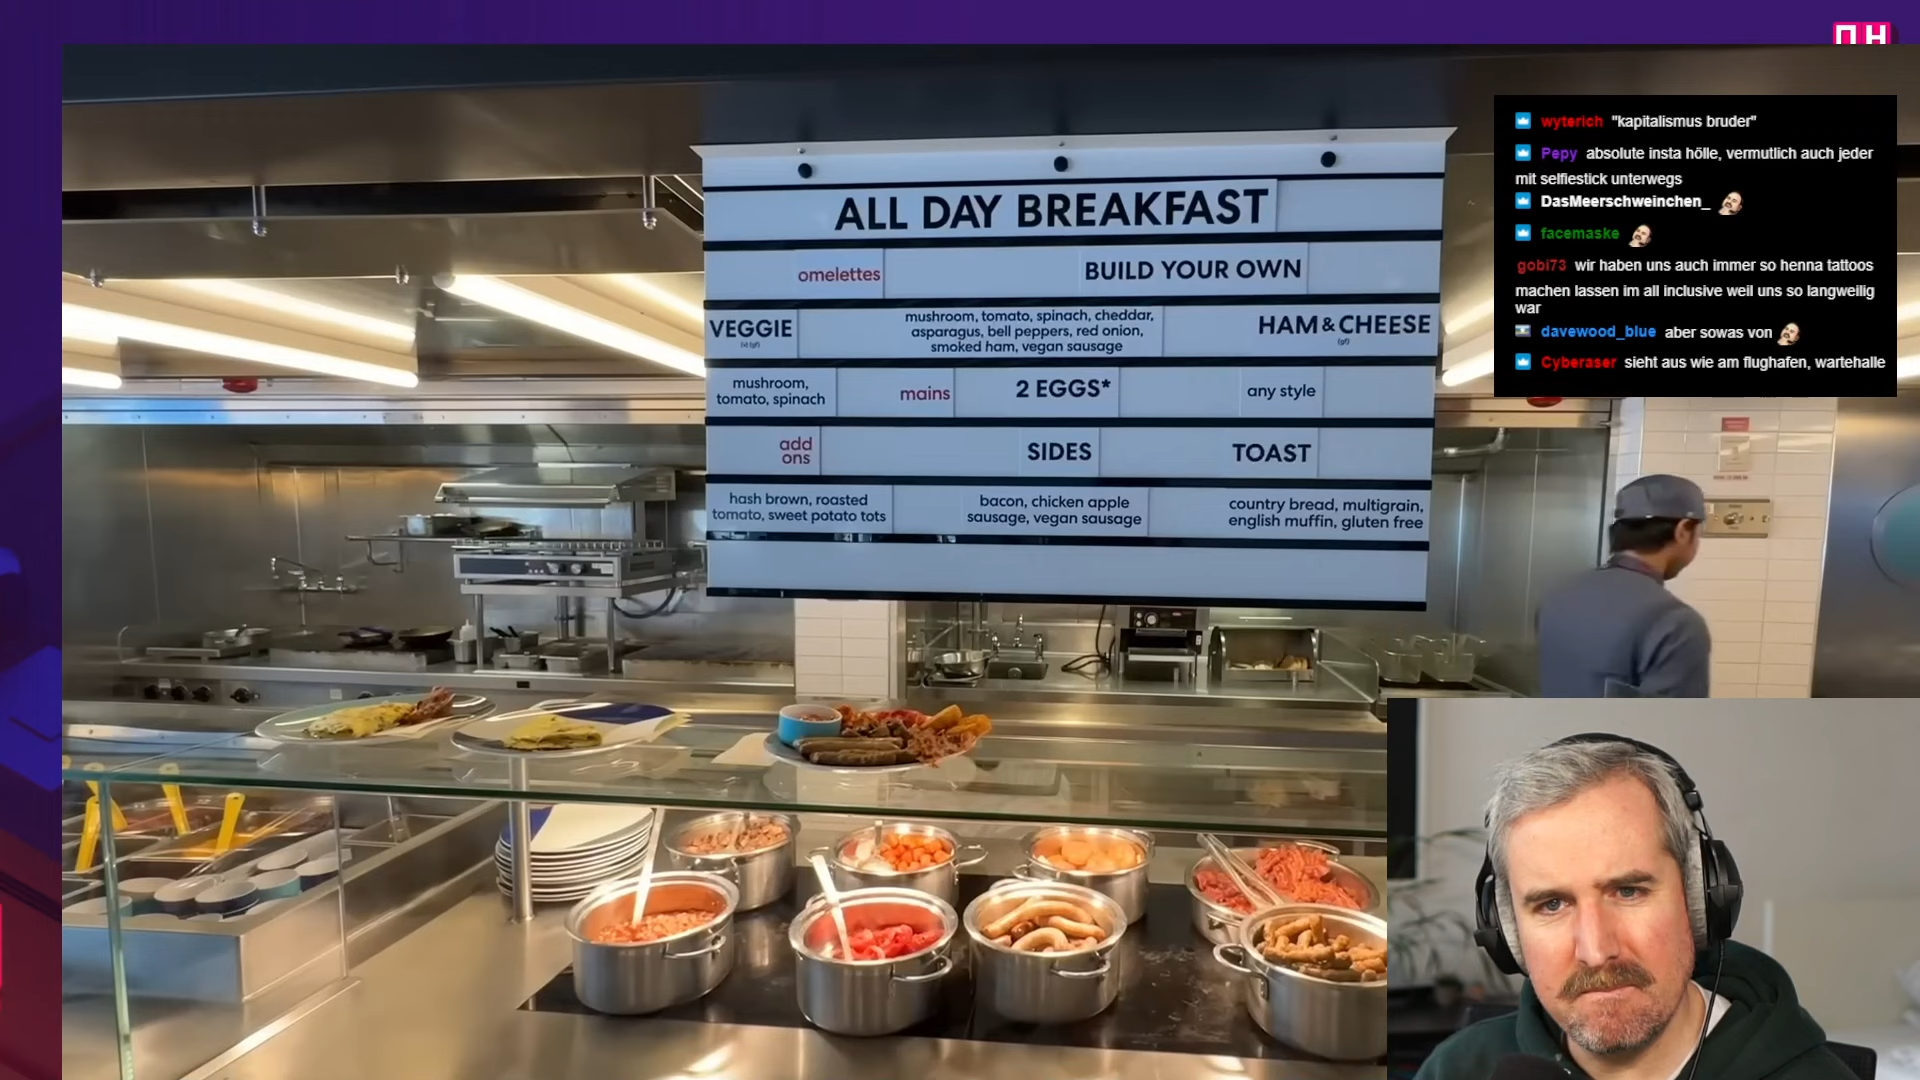 ALL DAY BREAKFAST
omelettes BUILD YOUR OWN
VEGGIE mushroom, tomato, spinach, cheddar, HAM & CHEESE
asparagus, bell peppers, red onion,
smoked ham, vegan sausage
mushroom, mains 2 EGGS* any style
tomato, spinach
add SIDES TOAST
ons
hash brown, roasted bacon, chicken apple country bread, multigrain,
tomato, sweet potato tots sausage, vegan sausage english muffin, gluten free
wyterich "kapitalismus bruder"
Pepy absolute insta hölle, vermutlich auch jeder
mit selfiestick unterwegs
DasMeerschweinchen_
facemaske
gobl73 wir haben uns auch immer so henna tattoos
machen lassen im all inclusive weil uns so langweilig
war
davewood_blue aber sowas von
Cyberaser sieht aus wie am flughafen, wartehalle